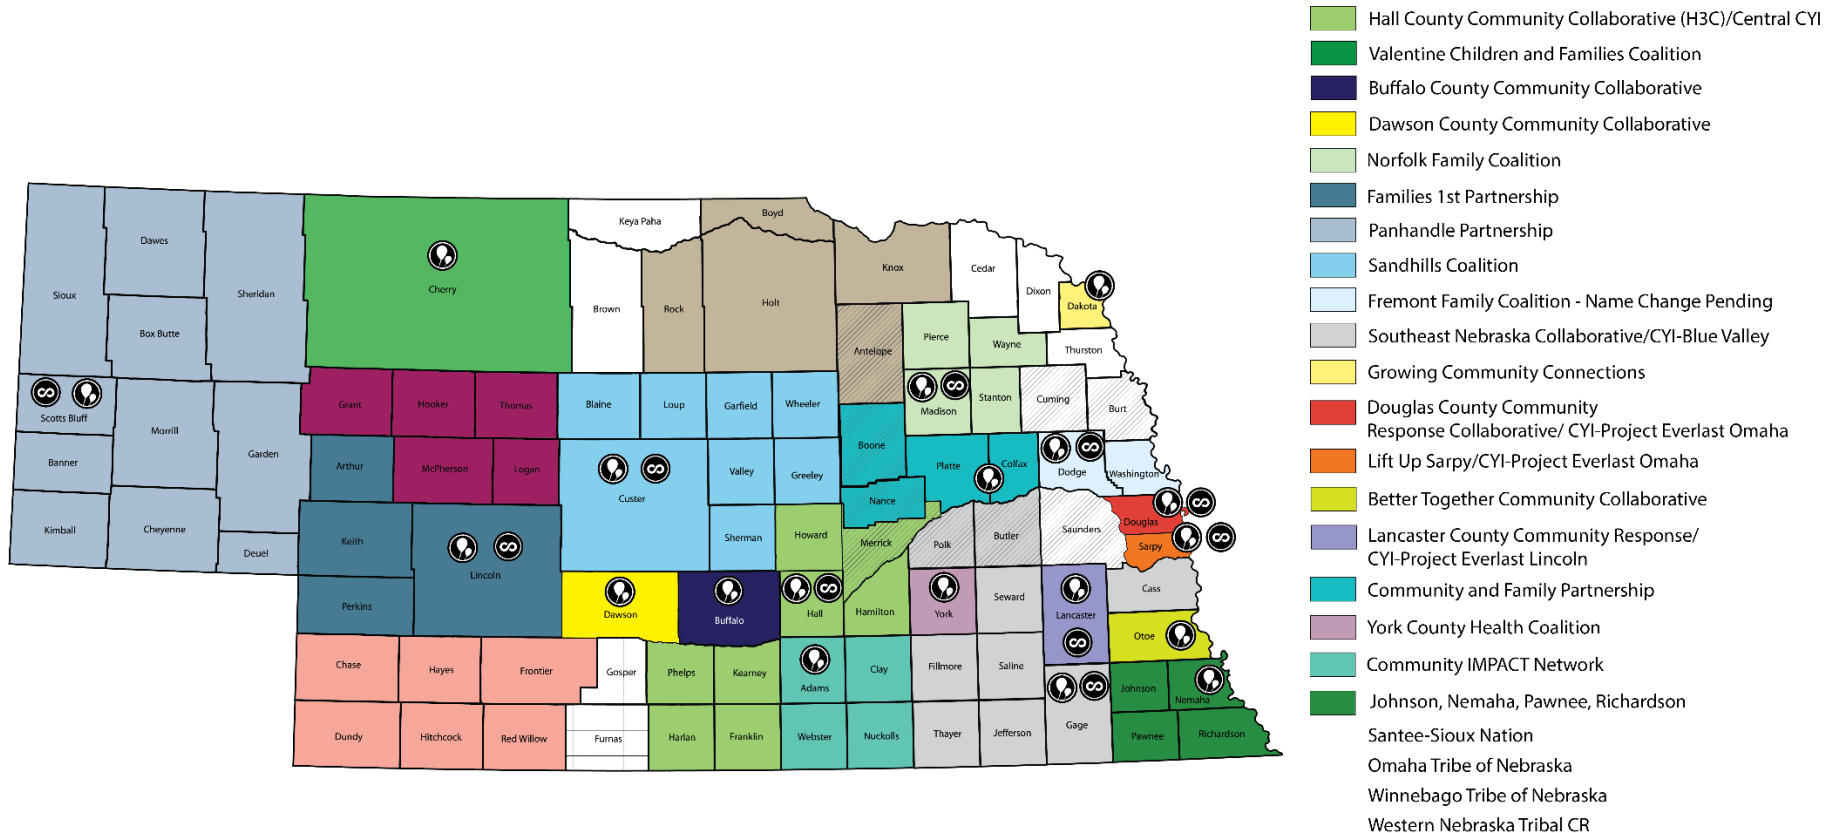 Hall County Community Collaborative (H3C)/Central CYI
Valentine Children and Families Coalition
Buffalo County Community Collaborative
Dawson County Community Collaborative
Norfolk Family Coalition
Families 1st Partnership
Panhandle Partnership
Sandhills Coalition
Fremont Family Coalition - Name Change Pending
Southeast Nebraska Collaborative/CYI-Blue Valley
Growing Community Connections
Douglas County Community
Response Collaborative/ CYI-Project Everlast Omaha
Lift Up Sarpy/CYI-Project Everlast Omaha
Better Together Community Collaborative
Lancaster County Community Response/
CYI-Project Everlast Lincoln
Community and Family Partnership
York County Health Coalition
Community IMPACT Network
Johnson, Nemaha, Pawnee, Richardson
Santee-Sioux Nation
Omaha Tribe of Nebraska
Winnebago Tribe of Nebraska
Western Nebraska Tribal CR
Sioux
Dawes
Box Butte
Sheridan
Scotts Bluff
Banner
Kimball
Morrill
Cheyenne
Garden
Deuel
Cherry
Keya Paha
Boyd
Brown
Rock
Holt
Knox
Cedar
Dixon
Dakota
Antelope
Pierce
Wayne
Thurston
Grant
Hooker
Thomas
Blaine
Loup
Garfield
Wheeler
Boone
Madison
Stanton
Cuming
Burt
Arthur
McPherson
Logan
Custer
Valley
Greeley
Nance
Platte
Colfax
Dodge
Washington
Keith
Lincoln
Perkins
Sherman
Howard
Merrick
Polk
Butler
Saunders
Douglas
Sarpy
Dawson
Buffalo
Hall
Hamilton
York
Seward
Lancaster
Cass
Otoe
Chase
Hayes
Frontier
Gosper
Phelps
Kearney
Adams
Clay
Fillmore
Saline
Gage
Johnson
Nemaha
Dundy
Hitchcock
Red Willow
Furnas
Harlan
Franklin
Webster
Nuckolls
Thayer
Jefferson
Pawnee
Richardson